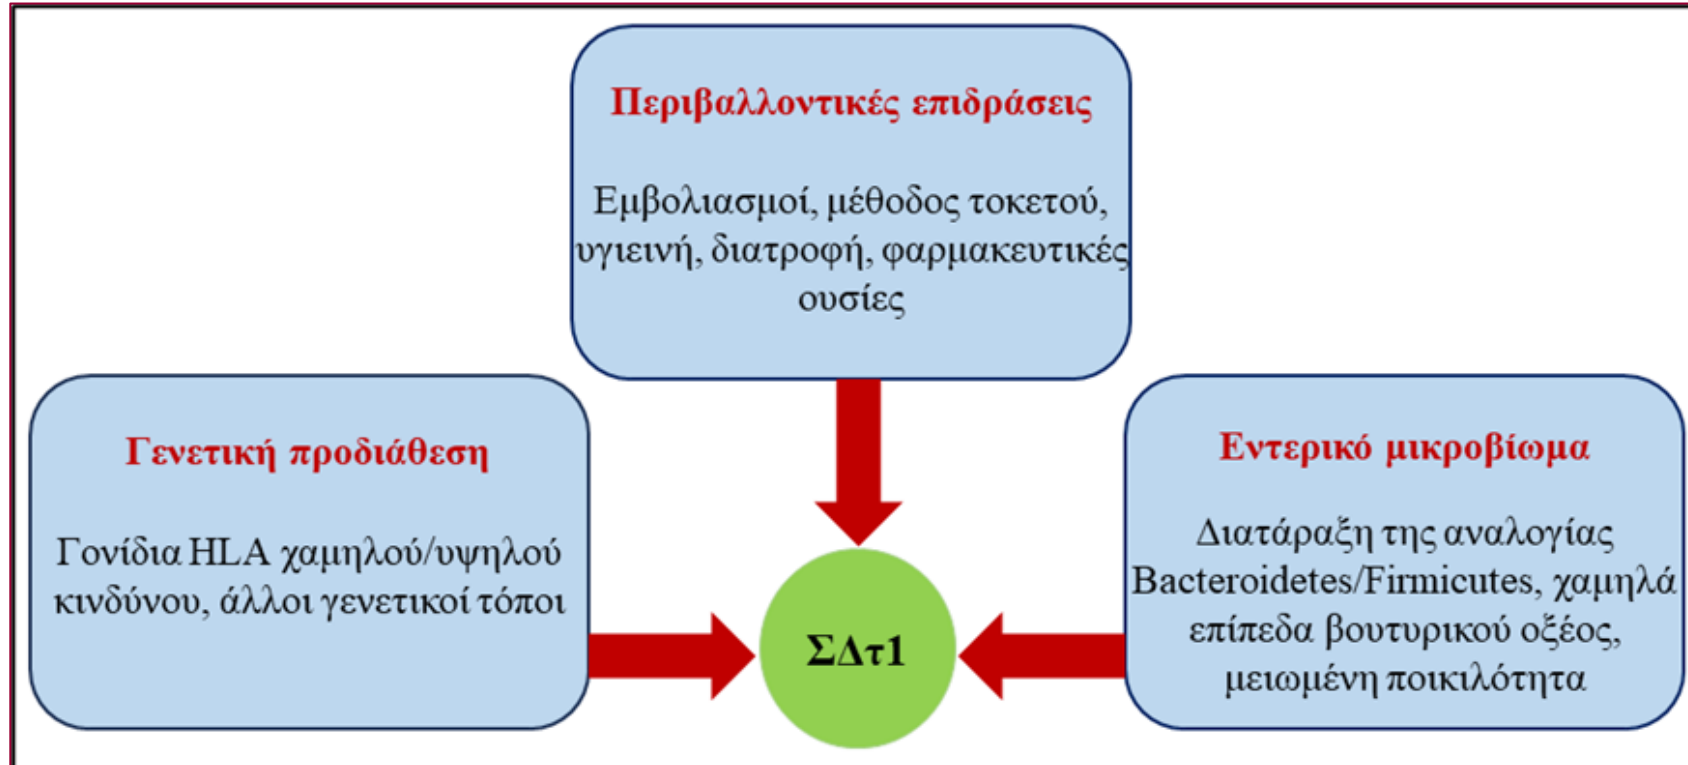 Περιβαλλοντικές επιδράσεις
Εμβολιασμοί, μέθοδος τοκετού,
υγιεινή, διατροφή, φαρμακευτικές
ουσίες
Γενετική προδιάθεση
Γονίδια HLA χαμηλού/υψηλού
κινδύνου, άλλοι γενετικοί τόποι
Εντερικό μικροβίωμα
Διατάραξη της αναλογίας
Bacteroidetes/Firmicutes, χαμηλά
επίπεδα βουτυρικού οξέος,
μειωμένη ποικιλότητα
ΣΔτ1